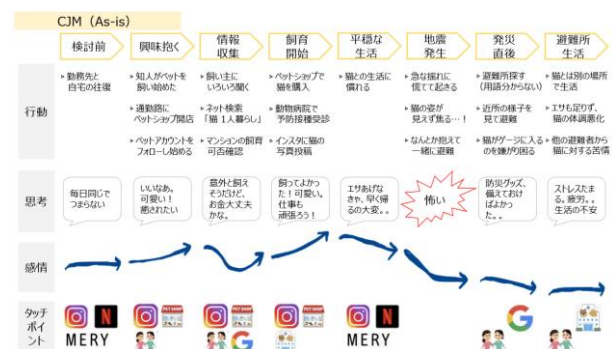 CJM（As-is）
検討前
興味抱く
情報
収集
飼育
開始
平穏な
生活
地震
発生
発災
直後
避難所
生活
行動
勤務先と
自宅の往復
知人がペットを
飼い始めた
通勤路に
ペットショップ開店
ペットアカウントを
フォローし始める
飼い主に
いろいろ聞く
ネット検索
「猫 1人暮らし」
マンションの飼育
可否確認
ペットショップで
猫を購入
動物病院で
予防接種受診
インスタに猫の
写真投稿
猫との生活に
慣れる
急な揺れに
慌てて起きる
猫の姿が
見えず焦る…！
なんとか抱えて
一緒に避難
避難所探す
(用語分からない)
近所の様子を
見て避難
猫がゲージに入る
のを嫌がり困る
猫とは別の場所
で生活
エサも足りず、
猫の体調悪化
他の避難者から
猫に対する苦情
思考
毎日同じで
つまらない
いいなあ。
可愛い！
癒されたい
意外と飼え
そうだけど、
お金大丈夫
かな。
飼ってよかっ
た！可愛い。
仕事も
頑張ろう！
エサあげな
きゃ、早く帰
るの大変。。
怖い
防災グッズ、
備えておけ
ばよかっ
た。。
ストレスたま
る。疲労。。
生活の不安
感情
タッチ
ポイ
ント
N
MERY
PET SHOP
PET SHOP
G
N
MERY
G